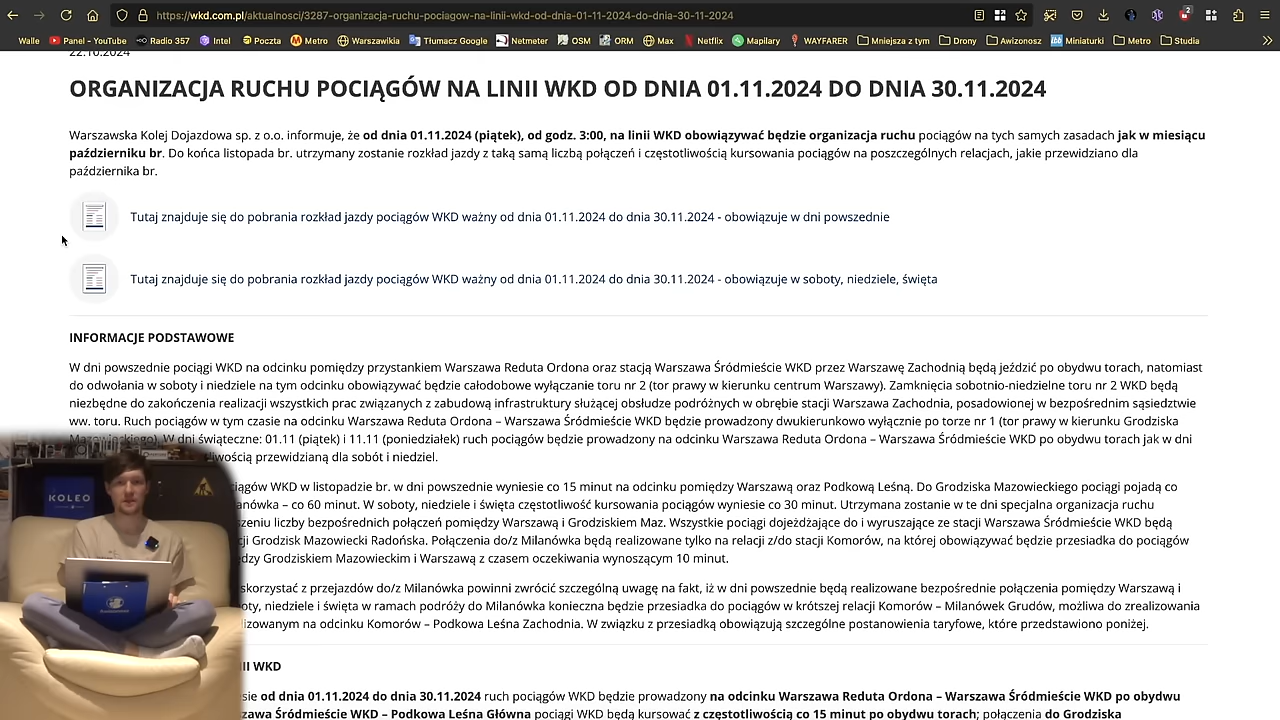 https://wkd.com.pl/aktualnosci/3287-organizacja-ruchu-pociagow-na-linii-wkd-od-dnia-01-11-2024-do-dnia-30-11-2024
Walle Panel - YouTube Radio 357 Intel Poczta Metro Warszawikia Tłumacz Google Netmeter OSM ORM Max Netflix Mapilary WAYFARER Mniejsza z tym Drony Awizonosz Miniaturki Metro Studia
22.10.2024
ORGANIZACJA RUCHU POCIĄGÓW NA LINII WKD OD DNIA 01.11.2024 DO DNIA 30.11.2024
Warszawska Kolej Dojazdowa sp. z o.o. informuje, że od dnia 01.11.2024 (piątek), od godz. 3:00, na linii WKD obowiązywać będzie organizacja ruchu pociągów na tych samych zasadach jak w miesiącu
październiku br. Do końca listopada br. utrzymany zostanie rozkład jazdy z taką samą liczbą połączeń i częstotliwością kursowania pociągów na poszczególnych relacjach, jakie przewidziano dla
października br.
Tutaj znajduje się do pobrania rozkład jazdy pociągów WKD ważny od dnia 01.11.2024 do dnia 30.11.2024 - obowiązuje w dni powszednie
Tutaj znajduje się do pobrania rozkład jazdy pociągów WKD ważny od dnia 01.11.2024 do dnia 30.11.2024 - obowiązuje w soboty, niedziele, święta
INFORMACJE PODSTAWOWE
W dni powszednie pociągi WKD na odcinku pomiędzy przystankiem Warszawa Reduta Ordona oraz stacją Warszawa Śródmieście WKD przez Warszawę Zachodnią będą jeździć po obydwu torach, natomiast
do odwołania w soboty i niedziele na tym odcinku obowiązywać będzie całodobowe wyłączanie toru nr 2 (tor prawy w kierunku centrum Warszawy). Zamknięcia sobotnio-niedzielne toru nr 2 WKD będą
niezbędne do zakończenia realizacji wszystkich prac związanych z zabudową infrastruktury służącej obsłudze podróżnych w obrębie stacji Warszawa Zachodnia, posadowionej w bezpośrednim sąsiedztwie
ww. toru. Ruch pociągów w tym czasie na odcinku Warszawa Reduta Ordona – Warszawa Śródmieście WKD będzie prowadzony dwukierunkowo wyłącznie po torze nr 1 (tor prawy w kierunku Grodziska
Mazowieckiego). W dni świąteczne: 01.11 (piątek) i 11.11 (poniedziałek) ruch pociągów będzie prowadzony na odcinku Warszawa Reduta Ordona – Warszawa Śródmieście WKD po obydwu torach jak w dni
liwością przewidzianą dla sobót i niedziel.
iągów WKD w listopadzie br. w dni powszednie wyniesie co 15 minut na odcinku pomiędzy Warszawą oraz Podkową Leśną. Do Grodziska Mazowieckiego pociągi pojadą co
anówka – co 60 minut. W soboty, niedziele i święta częstotliwość kursowania pociągów wyniesie co 30 minut. Utrzymana zostanie w te dni specjalna organizacja ruchu
szeniu liczby bezpośrednich połączeń pomiędzy Warszawą i Grodziskiem Maz. Wszystkie pociągi dojeżdżające do i wyruszające ze stacji Warszawa Śródmieście WKD będą
cji Grodzisk Mazowiecki Radońska. Połączenia do/z Milanówka będą realizowane tylko na relacji z/do stacji Komorów, na której obowiązywać będzie przesiadka do pociągów
ędzy Grodziskiem Mazowieckim i Warszawą z czasem oczekiwania wynoszącym 10 minut.
skorzystać z przejazdów do/z Milanówka powinni zwrócić szczególną uwagę na fakt, iż w dni powszednie będą realizowane bezpośrednie połączenia pomiędzy Warszawą i
oty, niedziele i święta w ramach podróży do Milanówka konieczna będzie przesiadka do pociągów w krótszej relacji Komorów – Milanówek Grudów, możliwa do zrealizowania
lizowanym na odcinku Komorów – Podkowa Leśna Zachodnia. W związku z przesiadką obowiązują szczególne postanowienia taryfowe, które przedstawiono poniżej.
NII WKD
sie od dnia 01.11.2024 do dnia 30.11.2024 ruch pociągów WKD będzie prowadzony na odcinku Warszawa Reduta Ordona – Warszawa Śródmieście WKD po obydwu
zawa Śródmieście WKD – Podkowa Leśna Główna pociągi WKD będą kursować z częstotliwością co 15 minut po obydwu torach; połączenia do Grodziska
KOLEO